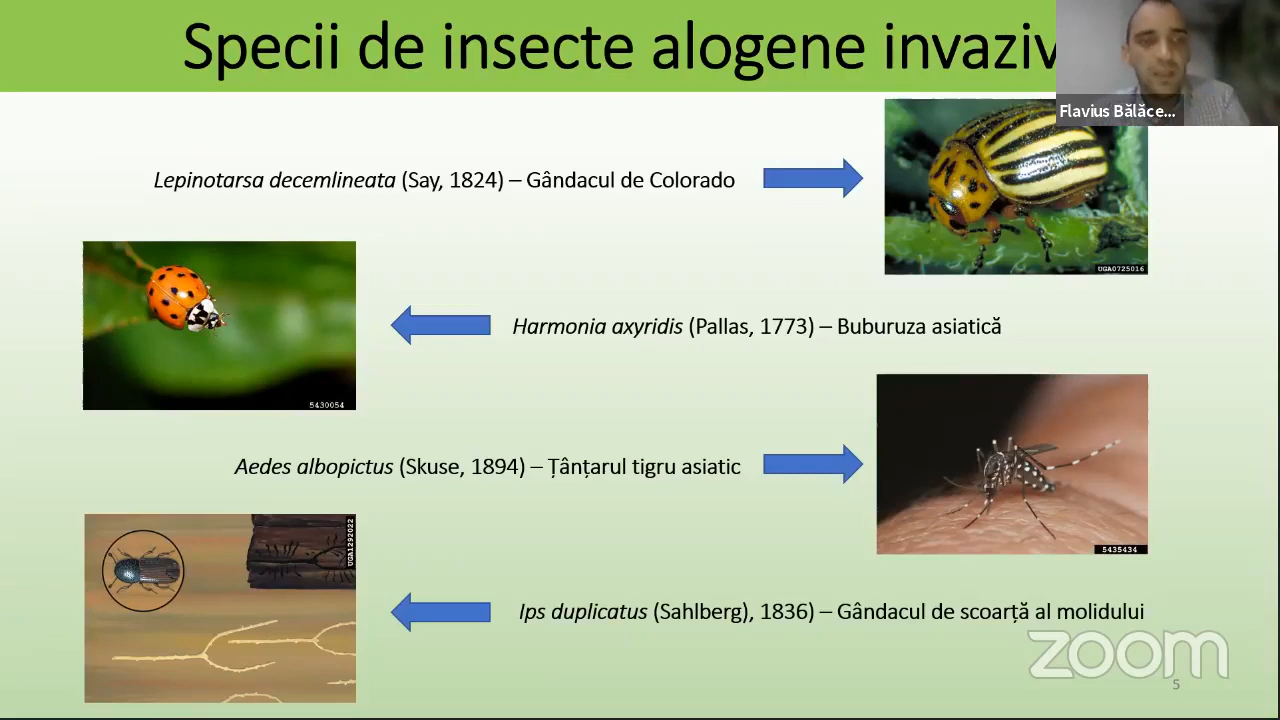 Specii de insecte alogene invaziv
Flavius Bălăce...
Lepinotarsa decemlineata (Say, 1824) – Gândacul de Colorado
UGA0725016
Harmonia axyridis (Pallas, 1773) – Buburuza asiatică
5430054
Aedes albopictus (Skuse, 1894) – Țânțarul tigru asiatic
5435434
UGA1292022
Ips duplicatus (Sahlberg), 1836) – Gândacul de scoarță al molidului
zoom
5